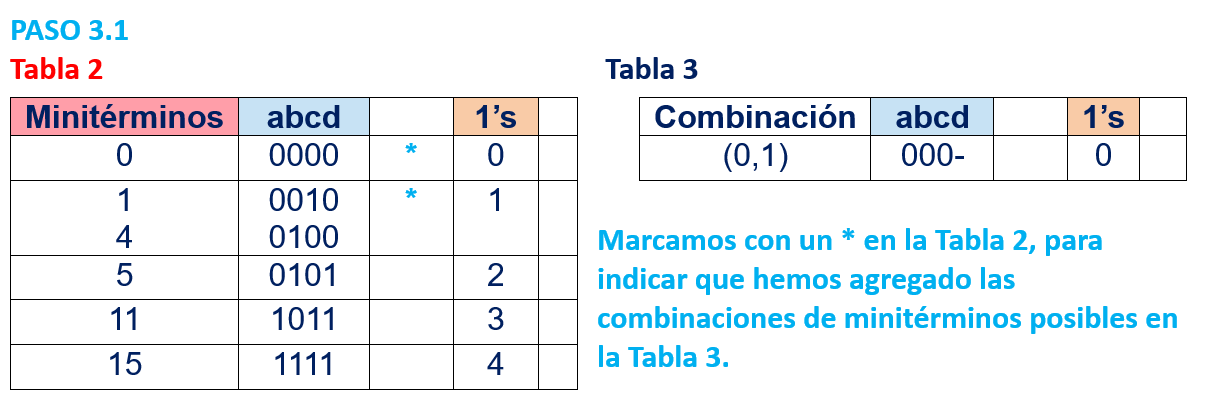 PASO 3.1
Tabla 2
Minitérminos abcd 1’s
0 0000 * 0
1 0010 * 1
4 0100
5 0101 2
11 1011 3
15 1111 4
Tabla 3
Combinación abcd 1’s
(0,1) 000- 0
Marcamos con un * en la Tabla 2, para
indicar que hemos agregado las
combinaciones de minitérminos posibles en
la Tabla 3.